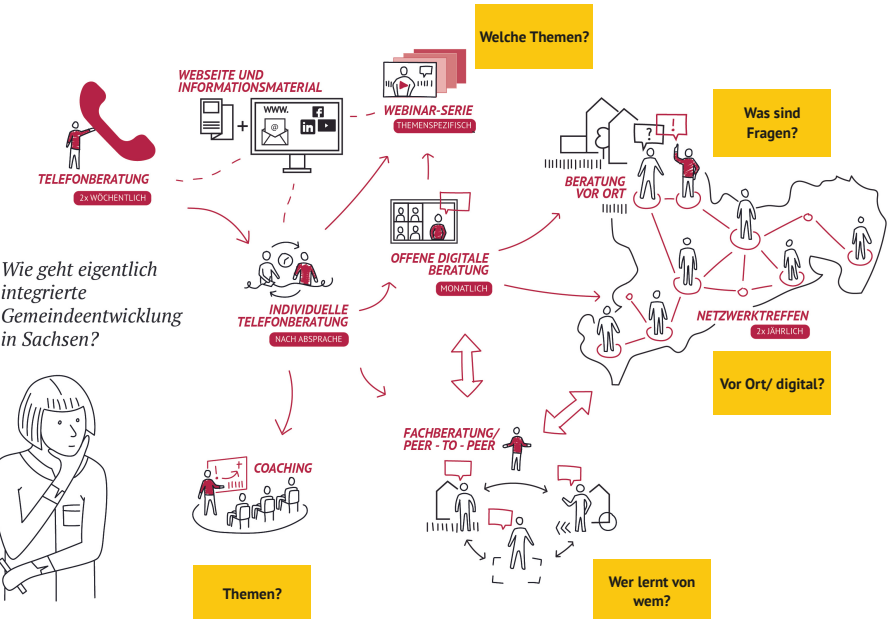 Welche Themen?
WEBSEITE UND
INFORMATIONSMATERIAL
WWW.
@
+
WEBINAR-SERIE
THEMENSPEZIFISCH
Was sind
Fragen?
? !
TELEFONBERATUNG
2x WÖCHENTLICH
BERATUNG
VOR ORT
OFFENE DIGITALE
BERATUNG
MONATLICH
Wie geht eigentlich
integrierte
Gemeindeentwicklung
in Sachsen?
INDIVIDUELLE
TELEFONBERATUNG
NACH ABSPRACHE
NETZWERKTREFFEN
2x JÄHRLICH
Vor Ort/ digital?
FACHBERATUNG/
PEER - TO - PEER
COACHING
Themen?
Wer lernt von
wem?